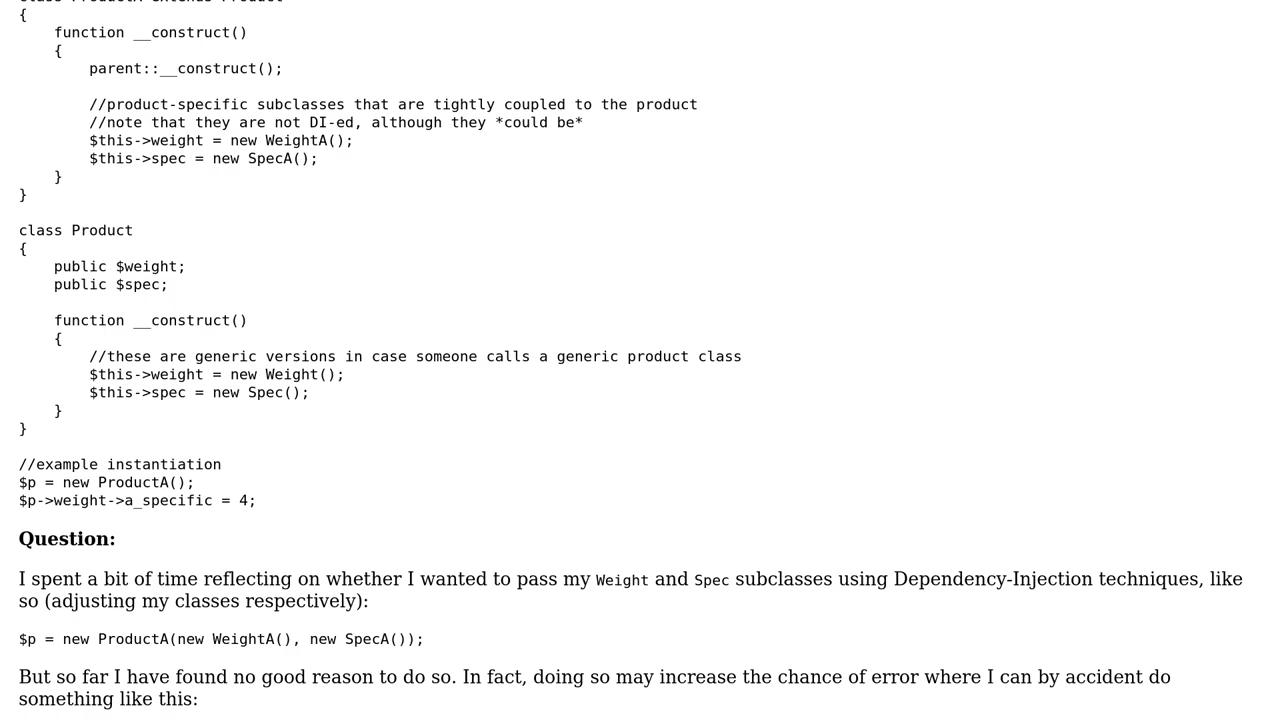 {
    function __construct()
    {
        parent::__construct();

        //product-specific subclasses that are tightly coupled to the product
        //note that they are not DI-ed, although they *could be*
        $this->weight = new WeightA();
        $this->spec = new SpecA();
    }
}

class Product
{
    public $weight;
    public $spec;

    function __construct()
    {
        //these are generic versions in case someone calls a generic product class
        $this->weight = new Weight();
        $this->spec = new Spec();
    }
}

//example instantiation
$p = new ProductA();
$p->weight->a_specific = 4;

Question:

I spent a bit of time reflecting on whether I wanted to pass my Weight and Spec subclasses using Dependency-Injection techniques, like
so (adjusting my classes respectively):

$p = new ProductA(new WeightA(), new SpecA());

But so far I have found no good reason to do so. In fact, doing so may increase the chance of error where I can by accident do
something like this: